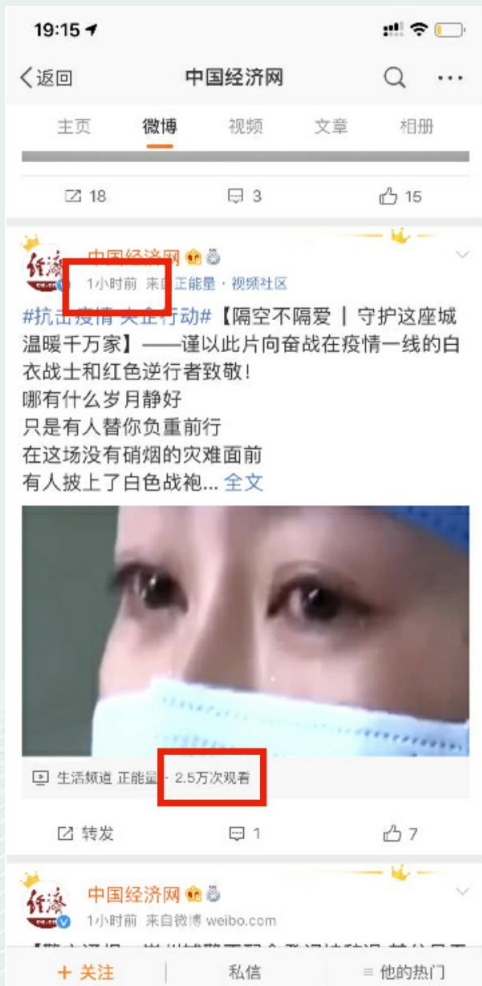 19:15
返回
中国经济网
主页 微博 视频 文章 相册
18 3 15
经济
中国经济网
1小时前 来自 正能量 · 视频社区
#抗击疫情 央企行动#【隔空不隔爱 | 守护这座城
温暖千万家】——谨以此片向奋战在疫情一线的白
衣战士和红色逆行者致敬!
哪有什么岁月静好
只是有人替你负重前行
在这场没有硝烟的灾难面前
有人披上了白色战袍... 全文
生活频道 正能量 · 2.5万次观看
转发 1 7
经济
中国经济网
1小时前 来自微博 weibo.com
+ 关注 私信 他的热门